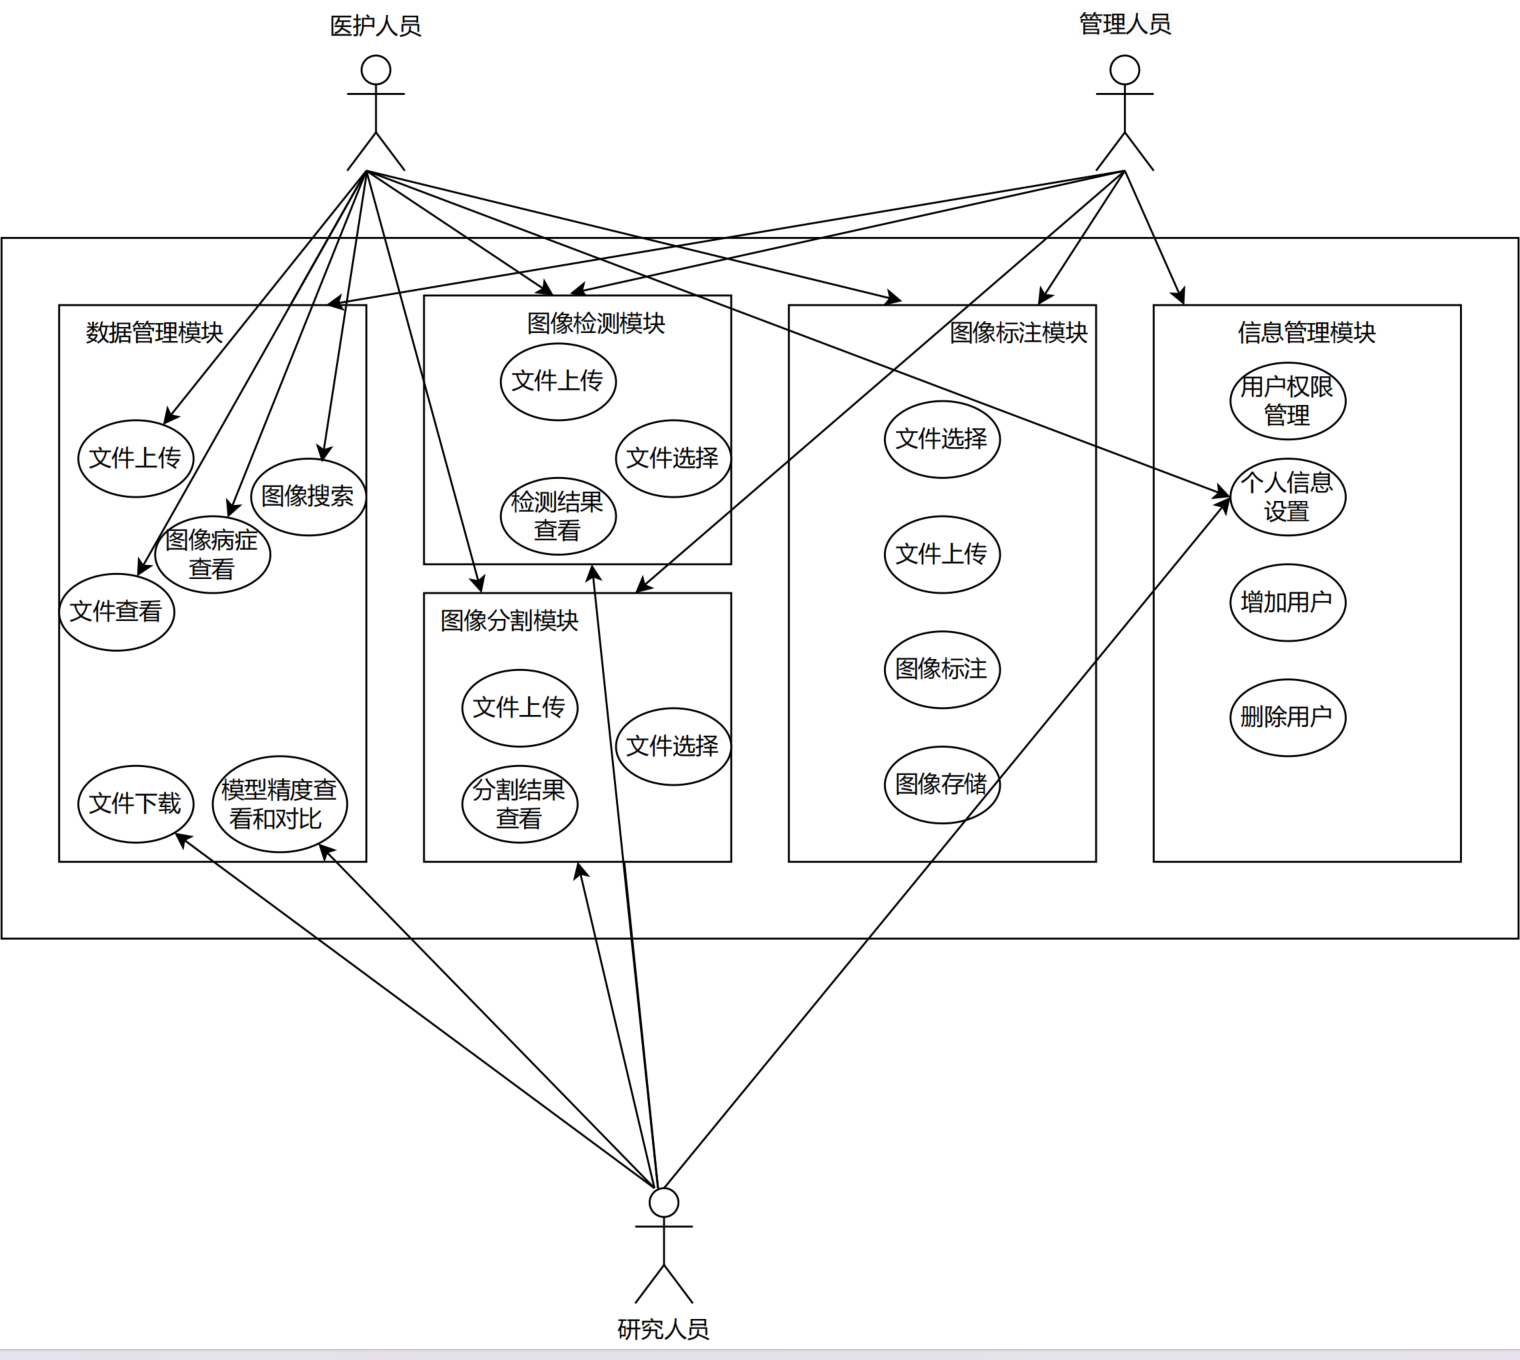 医护人员
管理人员
数据管理模块
文件上传
图像搜索
图像病症
查看
文件查看
文件下载
模型精度查
看和对比
图像检测模块
文件上传
文件选择
检测结果
查看
图像分割模块
文件上传
文件选择
分割结果
查看
图像标注模块
文件选择
文件上传
图像标注
图像存储
信息管理模块
用户权限
管理
个人信息
设置
增加用户
删除用户
研究人员